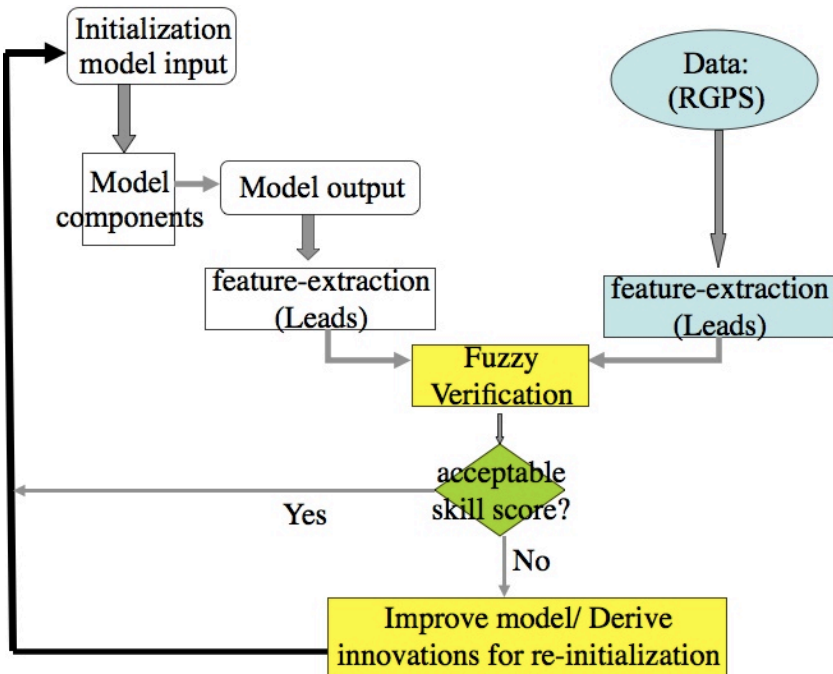 Initialization
model input
Data:
(RGPS)
Model
components
Model output
feature-extraction
(Leads)
feature-extraction
(Leads)
Fuzzy
Verification
acceptable
skill score?
Yes
No
Improve model/ Derive
innovations for re-initialization